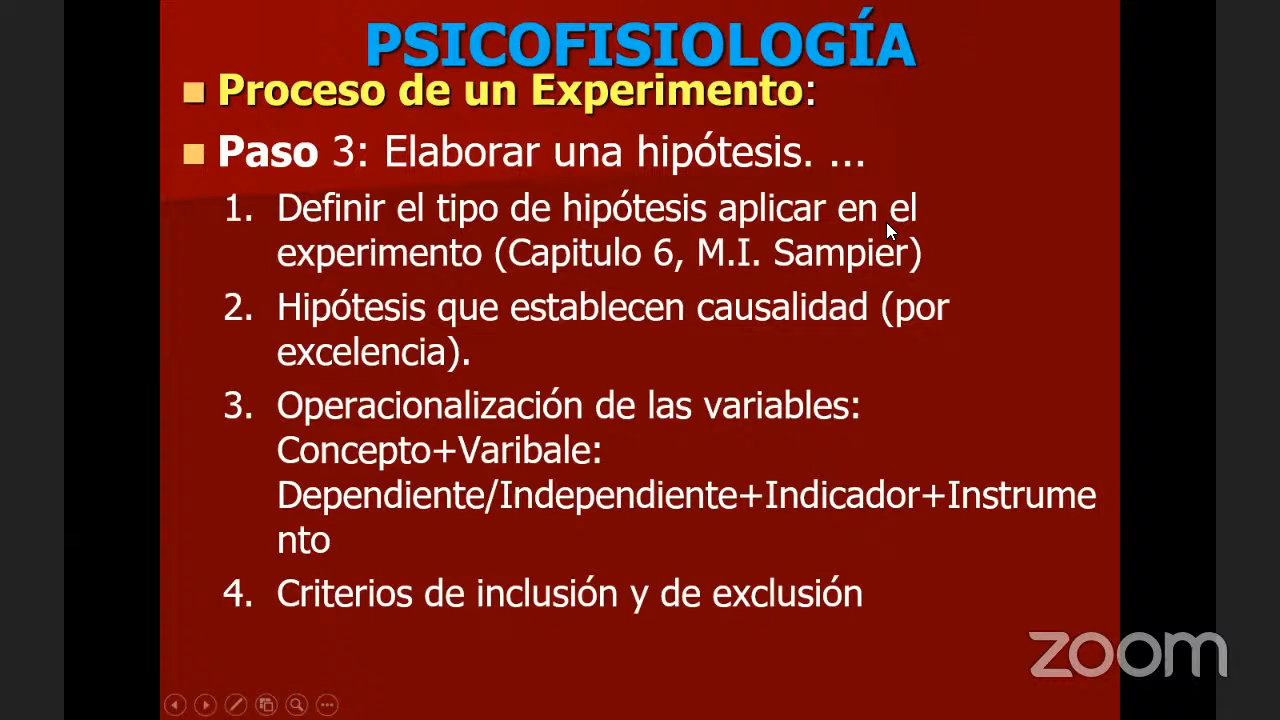 PSICOFISIOLOGÍA
Proceso de un Experimento:
Paso 3: Elaborar una hipótesis. ...
1. Definir el tipo de hipótesis aplicar en el
experimento (Capitulo 6, M.I. Sampier)
2. Hipótesis que establecen causalidad (por
excelencia).
3. Operacionalización de las variables:
Concepto+Varibale:
Dependiente/Independiente+Indicador+Instrume
nto
4. Criterios de inclusión y de exclusión
zoom